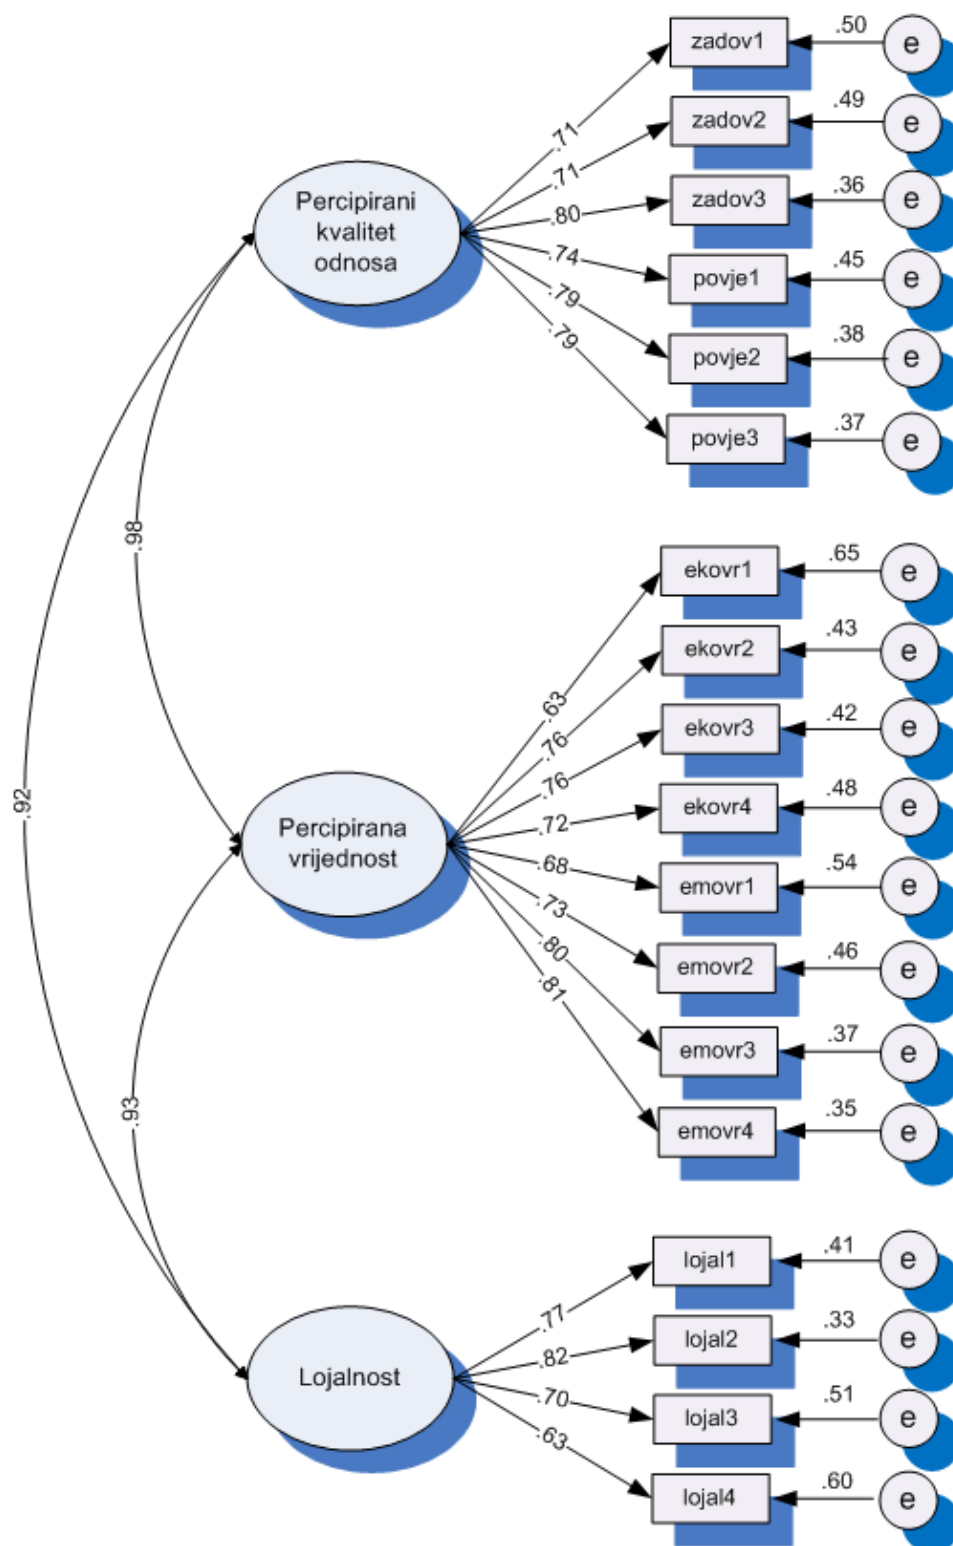 Percipirani
kvalitet
odnosa
.71
.71
.80
.74
.79
.79
zadov1
.50
e
zadov2
.49
e
zadov3
.36
e
povje1
.45
e
povje2
.38
e
povje3
.37
e
.98
.92
.93
Percipirana
vrijednost
.63
.76
.76
.72
.68
.73
.80
.81
ekovr1
.65
e
ekovr2
.43
e
ekovr3
.42
e
ekovr4
.48
e
emovr1
.54
e
emovr2
.46
e
emovr3
.37
e
emovr4
.35
e
Lojalnost
.77
.82
.70
.63
lojal1
.41
e
lojal2
.33
e
lojal3
.51
e
lojal4
.60
e